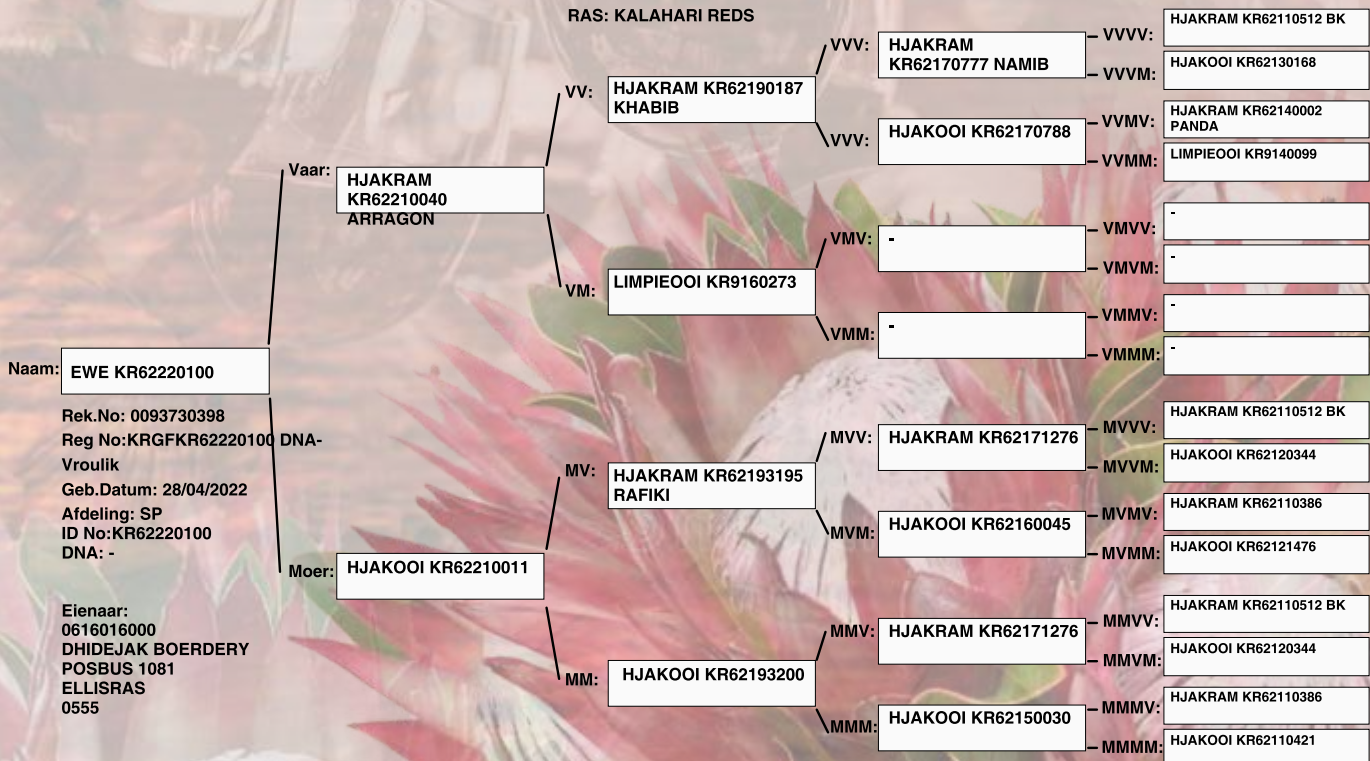 RAS: KALAHARI REDS
Naam:
EWE KR62220100
Rek.No: 0093730398
Reg No:KRGFKR62220100 DNA-
Vroulik
Geb.Datum: 28/04/2022
Afdeling: SP
ID No:KR62220100
DNA: -
Eienaar:
0616016000
DHIDEJAK BOERDERY
POSBUS 1081
ELLISRAS
0555
Vaar:
HJAKRAM
KR62210040
ARRAGON
Moer:
HJAKOOI KR62210011
VV:
HJAKRAM KR62190187
KHABIB
VM:
LIMPIEOOI KR9160273
MV:
HJAKRAM KR62193195
RAFIKI
MM:
HJAKOOI KR62193200
VVV:
HJAKRAM
KR62170777 NAMIB
VVV:
HJAKOOI KR62170788
VMV:
-
VMM:
-
MVV:
HJAKRAM KR62171276
MVM:
HJAKOOI KR62160045
MMV:
HJAKRAM KR62171276
MMM:
HJAKOOI KR62150030
VVVV:
HJAKRAM KR62110512 BK
VVVM:
HJAKOOI KR62130168
VVMV:
HJAKRAM KR62140002
PANDA
VVMM:
LIMPIEOOI KR9140099
VMVV:
-
VMVM:
-
VMMV:
-
VMMM:
-
MVVV:
HJAKRAM KR62110512 BK
MVVM:
HJAKOOI KR62120344
MVMV:
HJAKRAM KR62110386
MVMM:
HJAKOOI KR62121476
MMVV:
HJAKRAM KR62110512 BK
MMVM:
HJAKOOI KR62120344
MMMV:
HJAKRAM KR62110386
MMMM:
HJAKOOI KR62110421